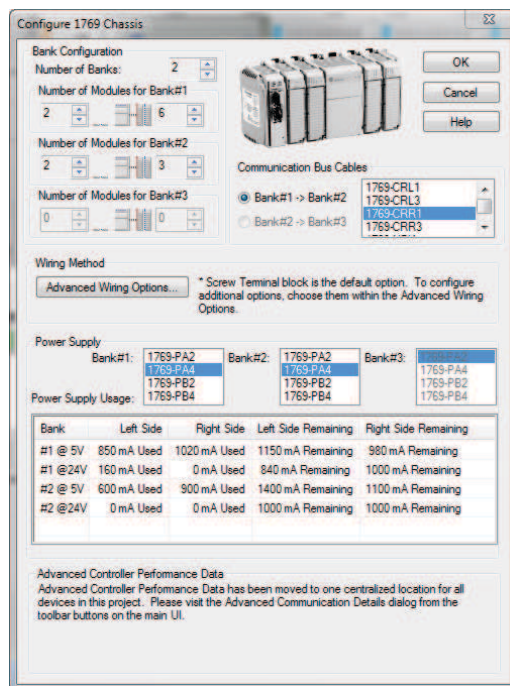 Configure 1769 Chassis
Bank Configuration
Number of Banks: 2
Number of Modules for Bank#1
2 6
Number of Modules for Bank#2
2 3
Number of Modules for Bank#3
0 0
OK
Cancel
Help
Communication Bus Cables
Bank#1 -> Bank#2
Bank#2 -> Bank#3
1769-CRL1
1769-CRL3
1769-CRR1
1769-CRR3
Wiring Method
Advanced Wiring Options...
* Screw Terminal block is the default option. To configure
additional options, choose them within the Advanced Wiring
Options.
Power Supply
Bank#1:
1769-PA2
1769-PA4
1769-PB2
1769-PB4
Bank#2:
1769-PA2
1769-PA4
1769-PB2
1769-PB4
Bank#3:
1769-PA2
1769-PA4
1769-PB2
1769-PB4
Power Supply Usage:
Bank Left Side Right Side Left Side Remaining Right Side Remaining
#1 @ 5V 850 mA Used 1020 mA Used 1150 mA Remaining 980 mA Remaining
#1 @24V 160 mA Used 0 mA Used 840 mA Remaining 1000 mA Remaining
#2 @ 5V 600 mA Used 900 mA Used 1400 mA Remaining 1100 mA Remaining
#2 @24V 0 mA Used 0 mA Used 1000 mA Remaining 1000 mA Remaining
Advanced Controller Performance Data
Advanced Controller Performance Data has been moved to one centralized location for all
devices in this project. Please visit the Advanced Communication Details dialog from the
toolbar buttons on the main UI.